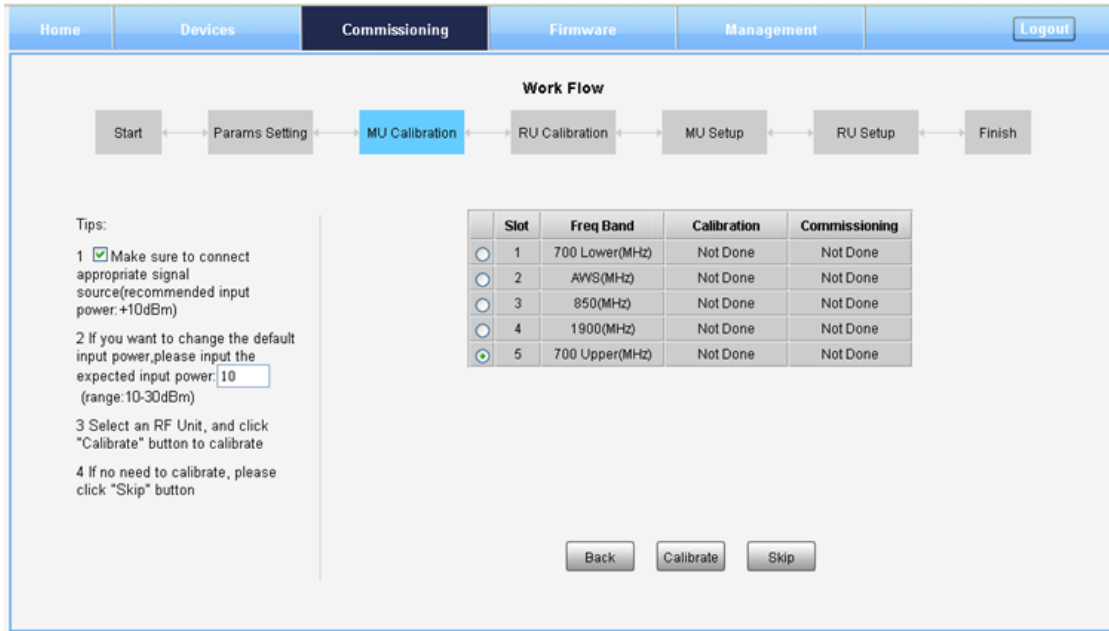 Home Devices Commissioning Firmware Management Logout
Work Flow
Start Params Setting MU Calibration RU Calibration MU Setup RU Setup Finish
Tips:
1 Make sure to connect
appropriate signal
source(recommended input
power:+10dBm)
2 If you want to change the default
input power,please input the
expected input power: 10
(range:10-30dBm)
3 Select an RF Unit, and click
"Calibrate" button to calibrate
4 If no need to calibrate, please
click "Skip" button
Slot Freq Band Calibration Commissioning
1 700 Lower(MHz) Not Done Not Done
2 AWS(MHz) Not Done Not Done
3 850(MHz) Not Done Not Done
4 1900(MHz) Not Done Not Done
5 700 Upper(MHz) Not Done Not Done
Back Calibrate Skip